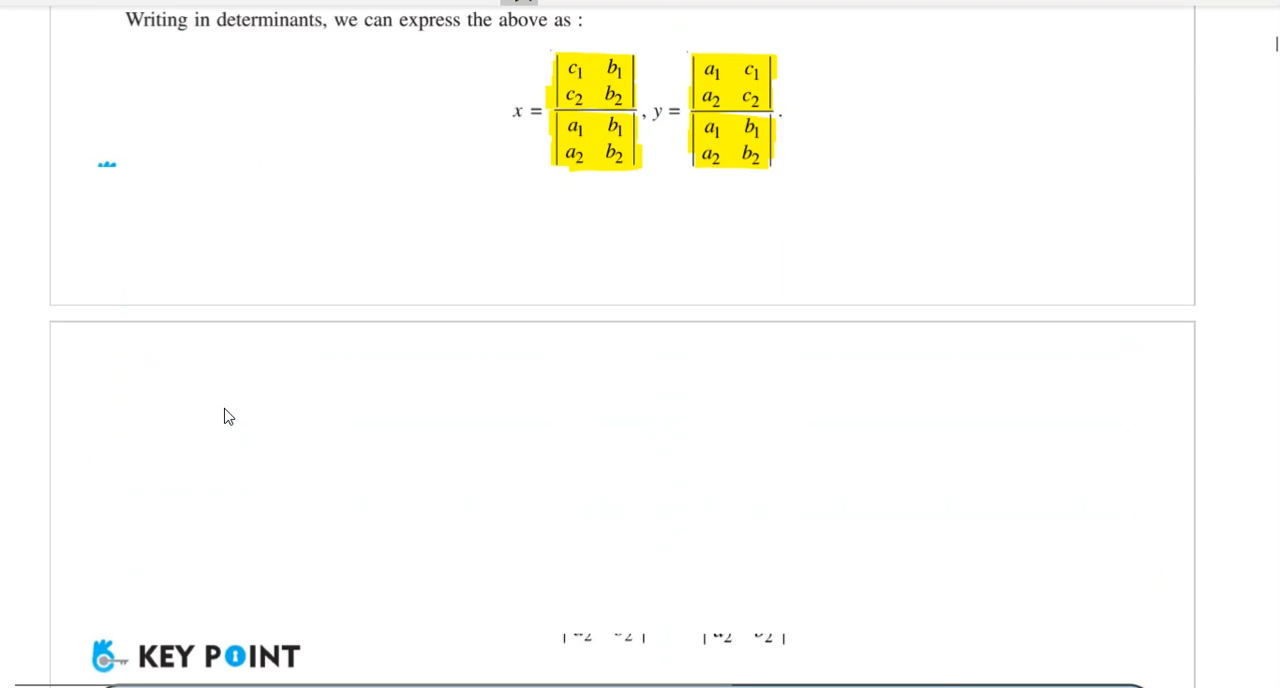 Writing in determinants, we can express the above as :
x = | c₁ b₁ |
| c₂ b₂ |
| a₁ b₁ |
| a₂ b₂ | , y = | a₁ c₁ |
| a₂ c₂ |
| a₁ b₁ |
| a₂ b₂ | .
KEY POINT